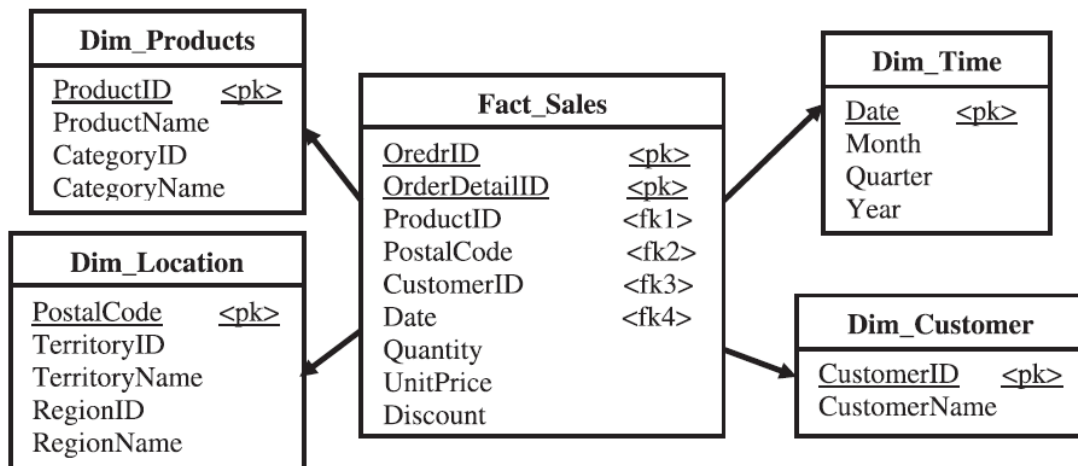 Dim_Products
ProductID <pk>
ProductName
CategoryID
CategoryName
Dim_Location
PostalCode <pk>
TerritoryID
TerritoryName
RegionID
RegionName
Fact_Sales
OredrID <pk>
OrderDetailID <pk>
ProductID <fk1>
PostalCode <fk2>
CustomerID <fk3>
Date <fk4>
Quantity
UnitPrice
Discount
Dim_Time
Date <pk>
Month
Quarter
Year
Dim_Customer
CustomerID <pk>
CustomerName